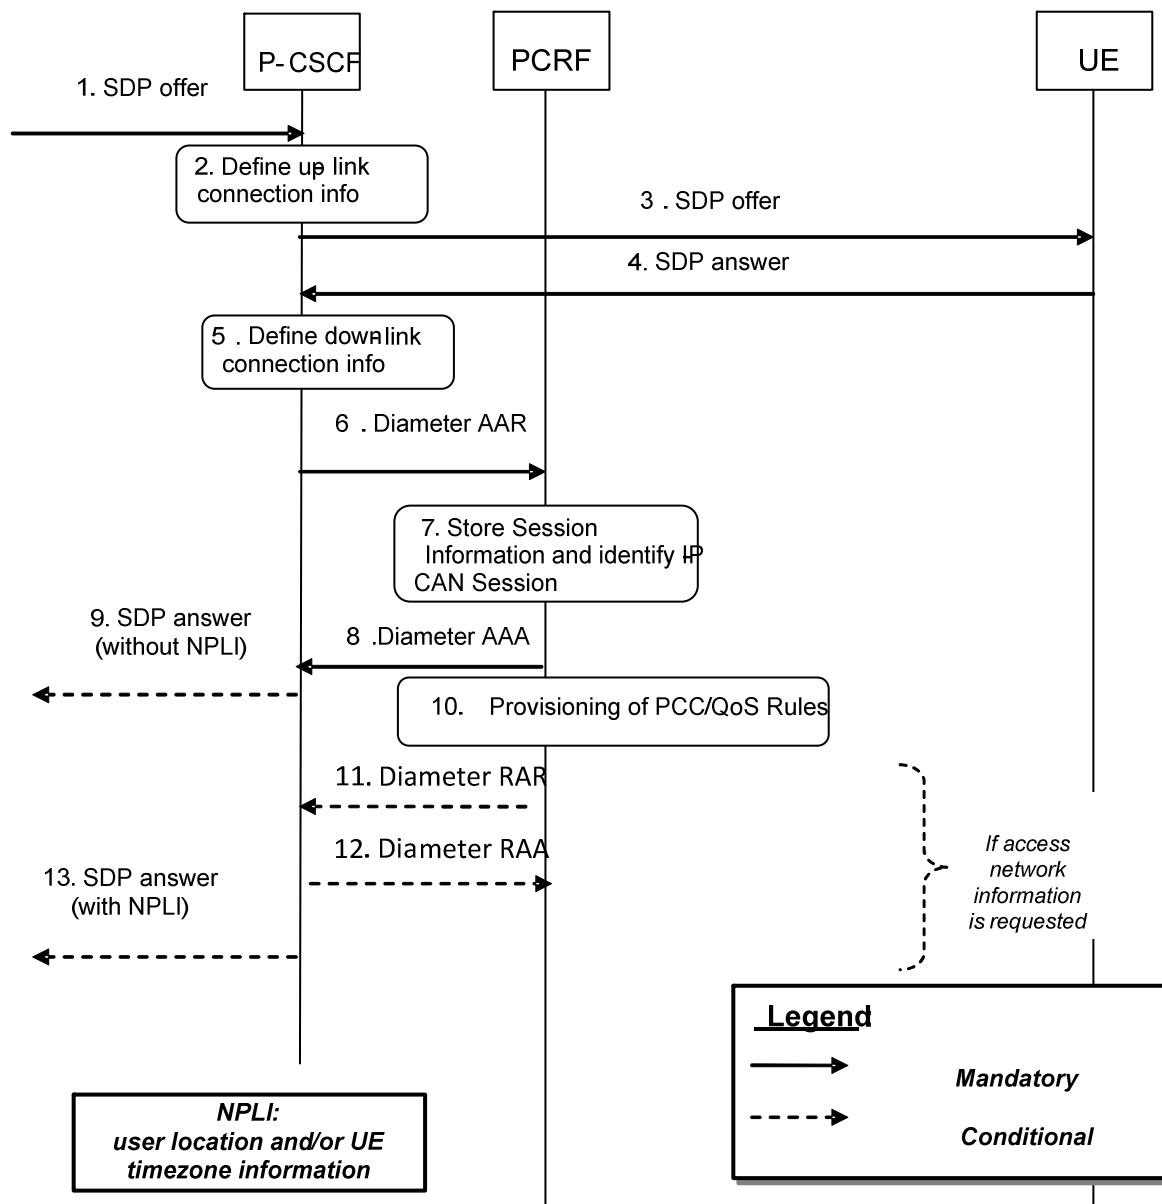 P-CSCF
PCRF
UE
1. SDP offer
2. Define up link
connection info
3 . SDP offer
4. SDP answer
5 . Define down-link
connection info
6 . Diameter AAR
7. Store Session
Information and identify IP-
CAN Session
9. SDP answer
(without NPLI)
8 .Diameter AAA
10. Provisioning of PCC/QoS Rules
11. Diameter RAR
12. Diameter RAA
If access
network
information
is requested
13. SDP answer
(with NPLI)
Legend:
Mandatory
Conditional
NPLI:
user location and/or UE
timezone information